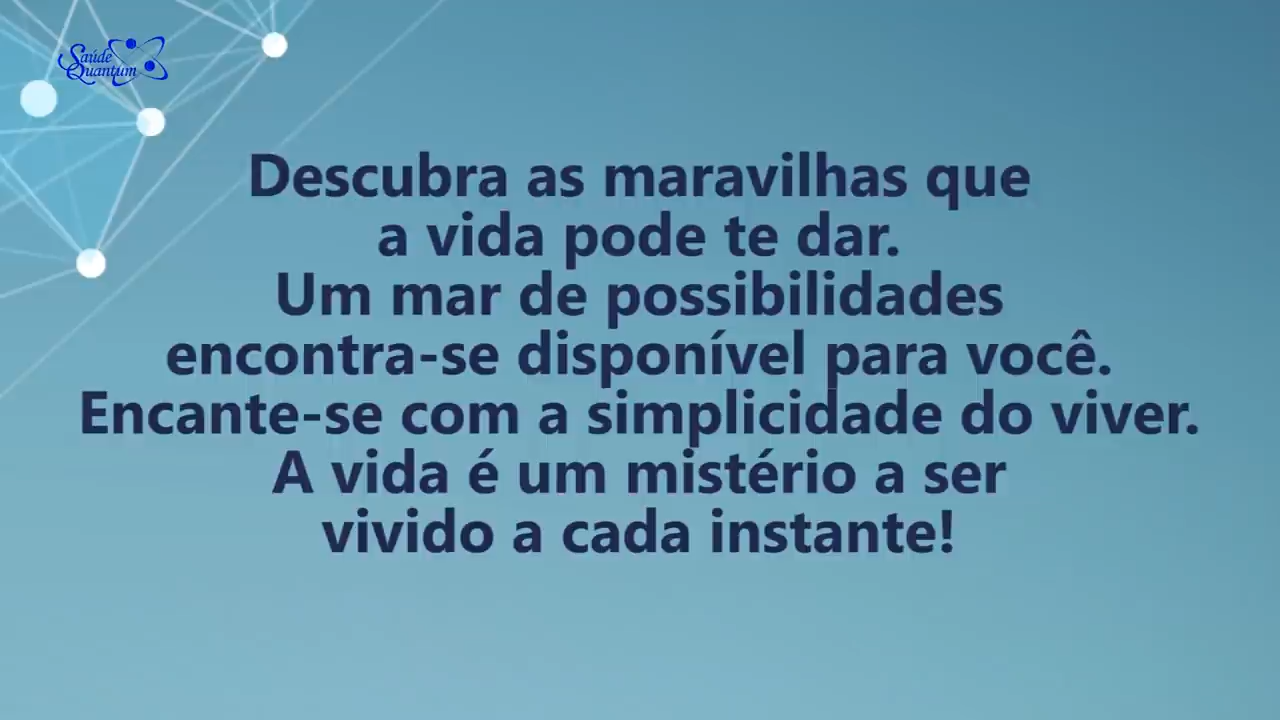 Saúde
Quantum
Descubra as maravilhas que
a vida pode te dar.
Um mar de possibilidades
encontra-se disponível para você.
Encante-se com a simplicidade do viver.
A vida é um mistério a ser
vivido a cada instante!